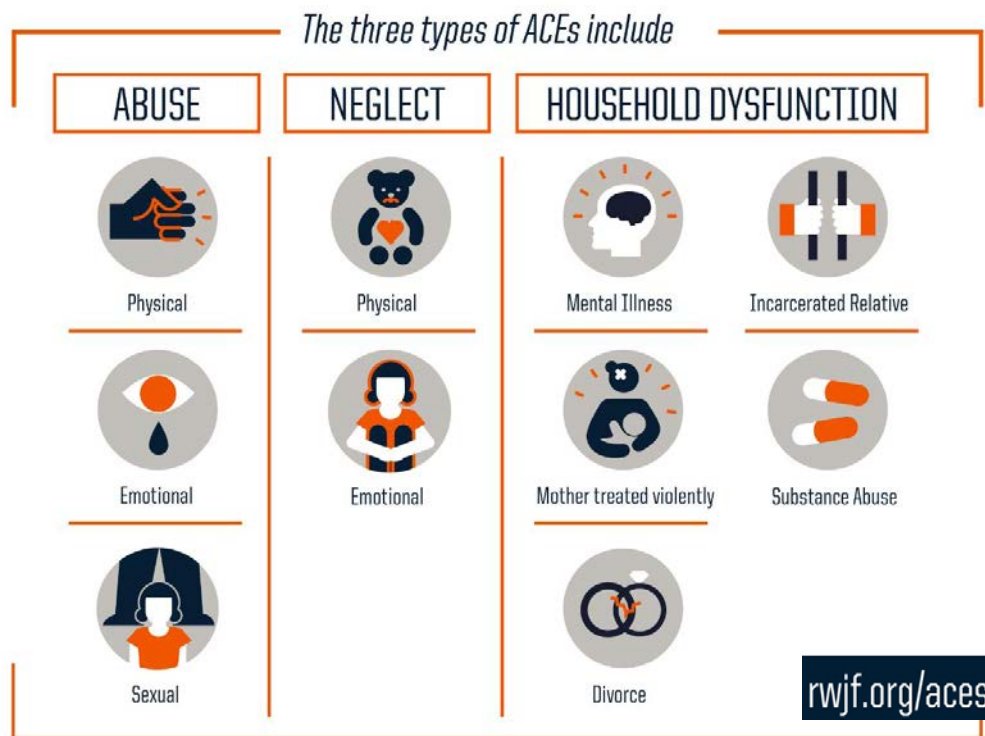 The three types of ACEs include
ABUSE
NEGLECT
HOUSEHOLD DYSFUNCTION
Physical
Emotional
Sexual
Physical
Emotional
Mental Illness
Incarcerated Relative
Mother treated violently
Substance Abuse
Divorce
rwjf.org/aces